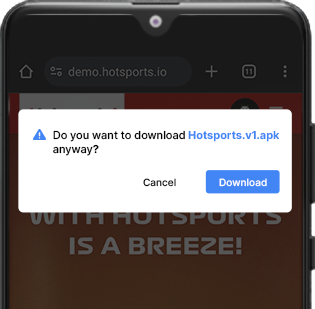 demo.hotsports.io
11
Do you want to download Hotsports.v1.apk
anyway?
Cancel
Download
WITH HOTSPORTS
IS A BREEZE!